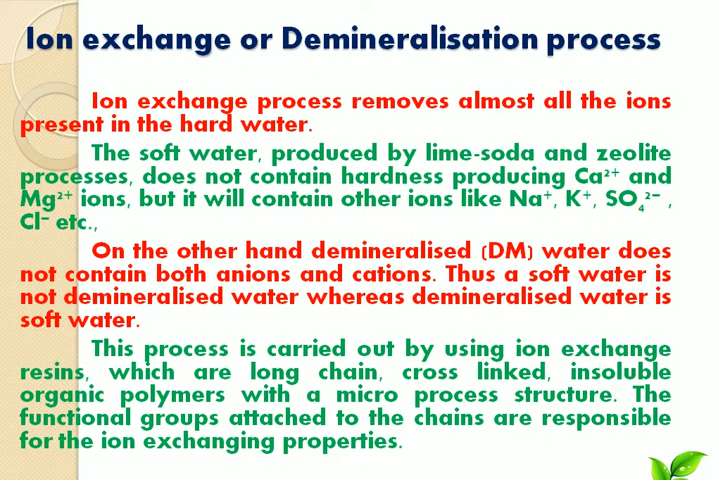 Ion exchange or Demineralisation process
Ion exchange process removes almost all the ions
present in the hard water.
The soft water, produced by lime-soda and zeolite
processes, does not contain hardness producing Ca²⁺ and
Mg²⁺ ions, but it will contain other ions like Na⁺, K⁺, SO₄²⁻ ,
Cl⁻ etc.,
On the other hand demineralised (DM) water does
not contain both anions and cations. Thus a soft water is
not demineralised water whereas demineralised water is
soft water.
This process is carried out by using ion exchange
resins, which are long chain, cross linked, insoluble
organic polymers with a micro process structure. The
functional groups attached to the chains are responsible
for the ion exchanging properties.